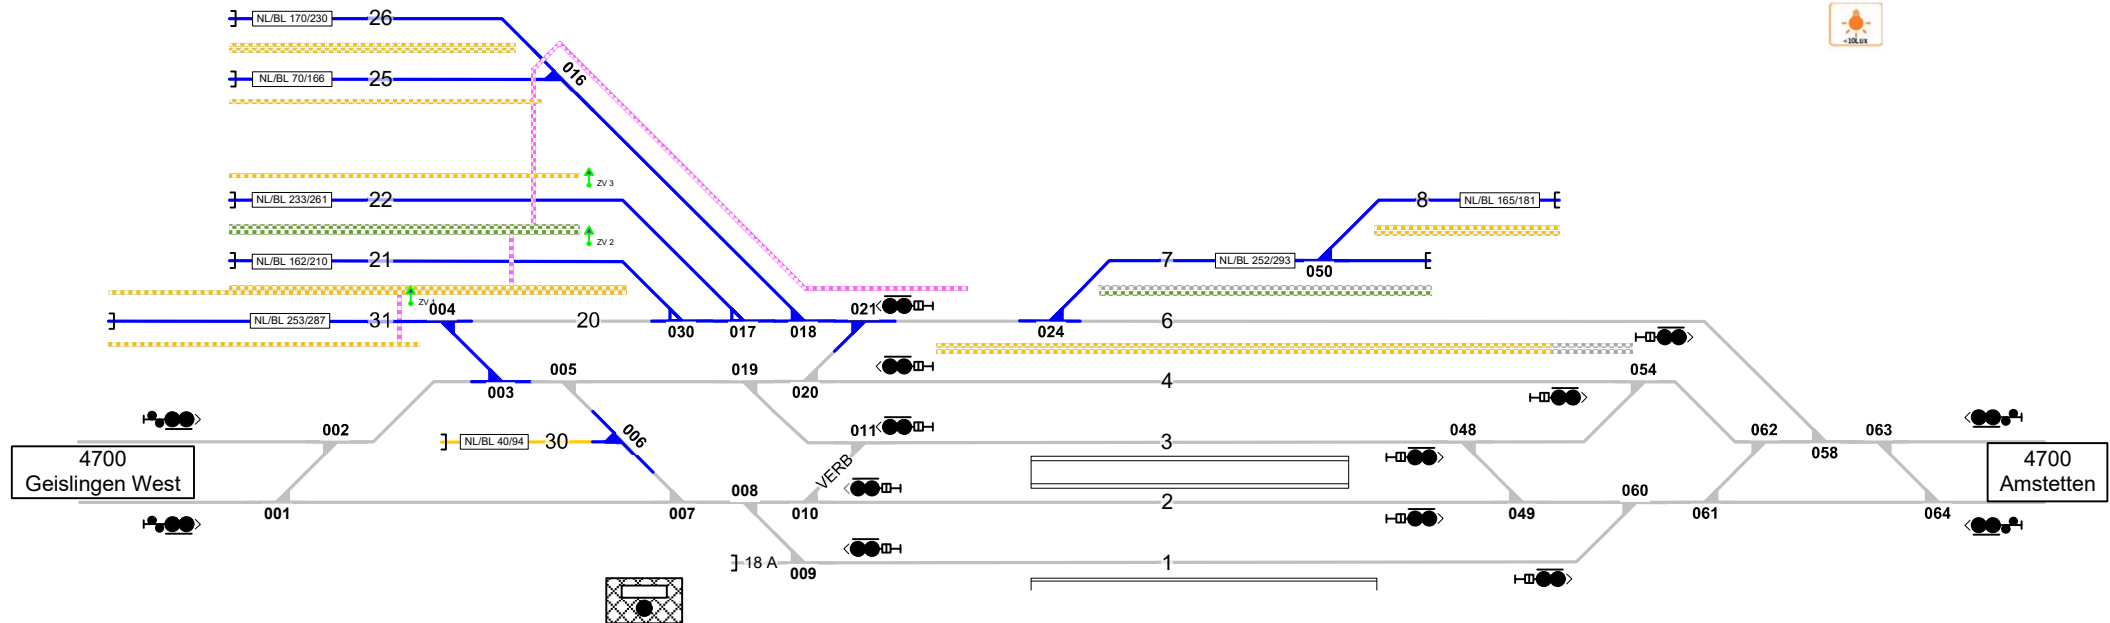 NL/BL 170/230
26
<10Lux
NL/BL 70/166
25
016
ZV 3
NL/BL 233/261
22
8
NL/BL 165/181
ZV 2
NL/BL 162/210
21
7
NL/BL 252/293
050
ZV 1
004
021
NL/BL 253/287
31
20
030
017
018
024
6
005
019
054
003
020
4
002
NL/BL 40/94
30
006
011
3
048
062
063
058
4700
Geislingen West
VERB
4700
Amstetten
008
2
060
001
007
010
049
061
064
18 A
009
1